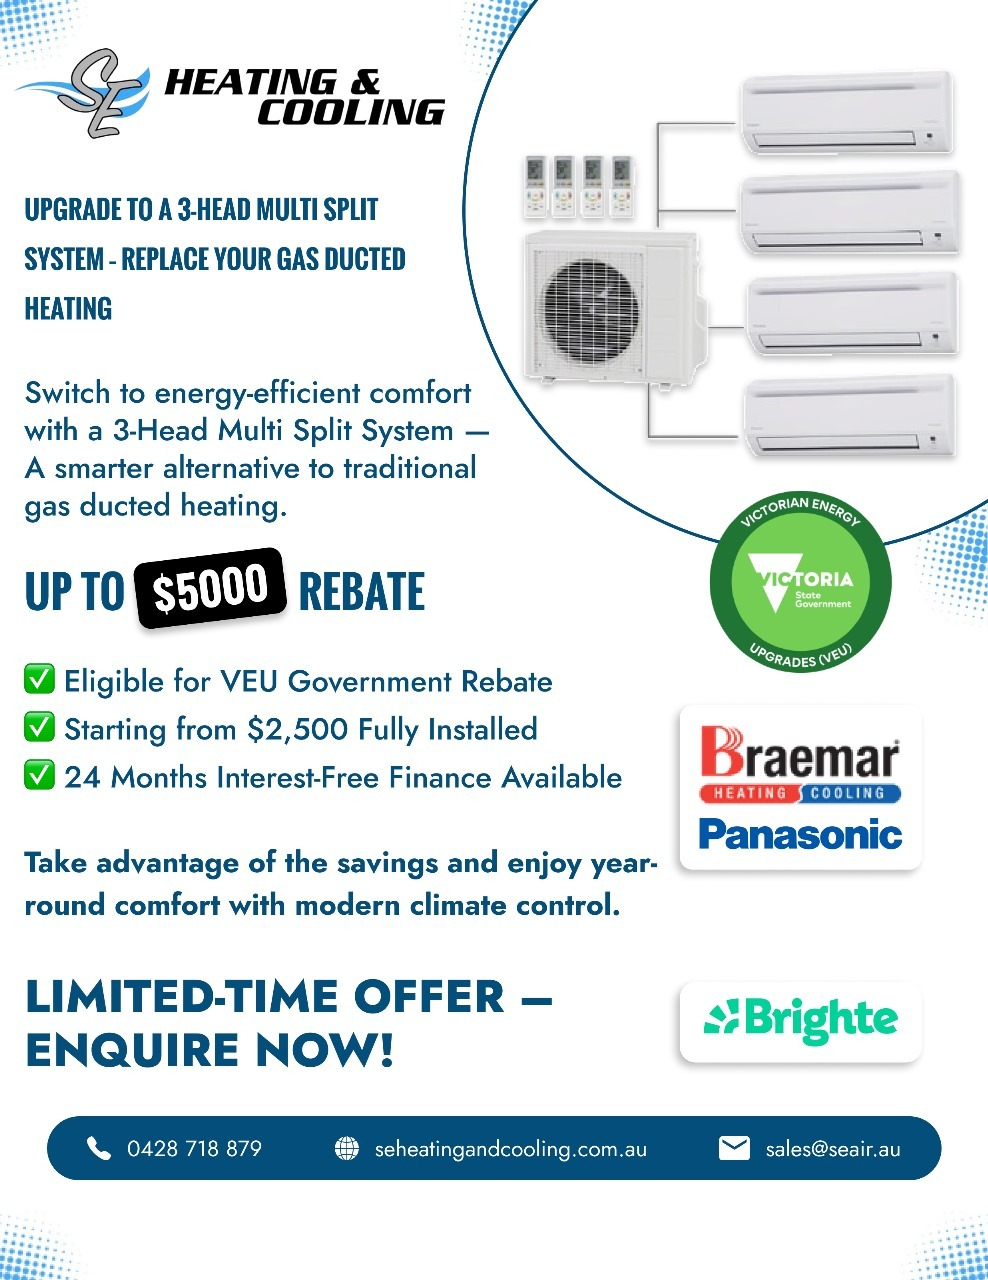 SE HEATING &
COOLING
UPGRADE TO A 3-HEAD MULTI SPLIT
SYSTEM - REPLACE YOUR GAS DUCTED
HEATING
Switch to energy-efficient comfort
with a 3-Head Multi Split System —
A smarter alternative to traditional
gas ducted heating.
UP TO $5000 REBATE
VICTORIAN ENERGY
VICTORIA
State
Government
UPGRADES (VEU)
✅ Eligible for VEU Government Rebate
✅ Starting from $2,500 Fully Installed
✅ 24 Months Interest-Free Finance Available
Braemar
HEATING COOLING
Panasonic
Take advantage of the savings and enjoy year-
round comfort with modern climate control.
LIMITED-TIME OFFER –
ENQUIRE NOW!
Brighte
0428 718 879 seheatingandcooling.com.au sales@seair.au